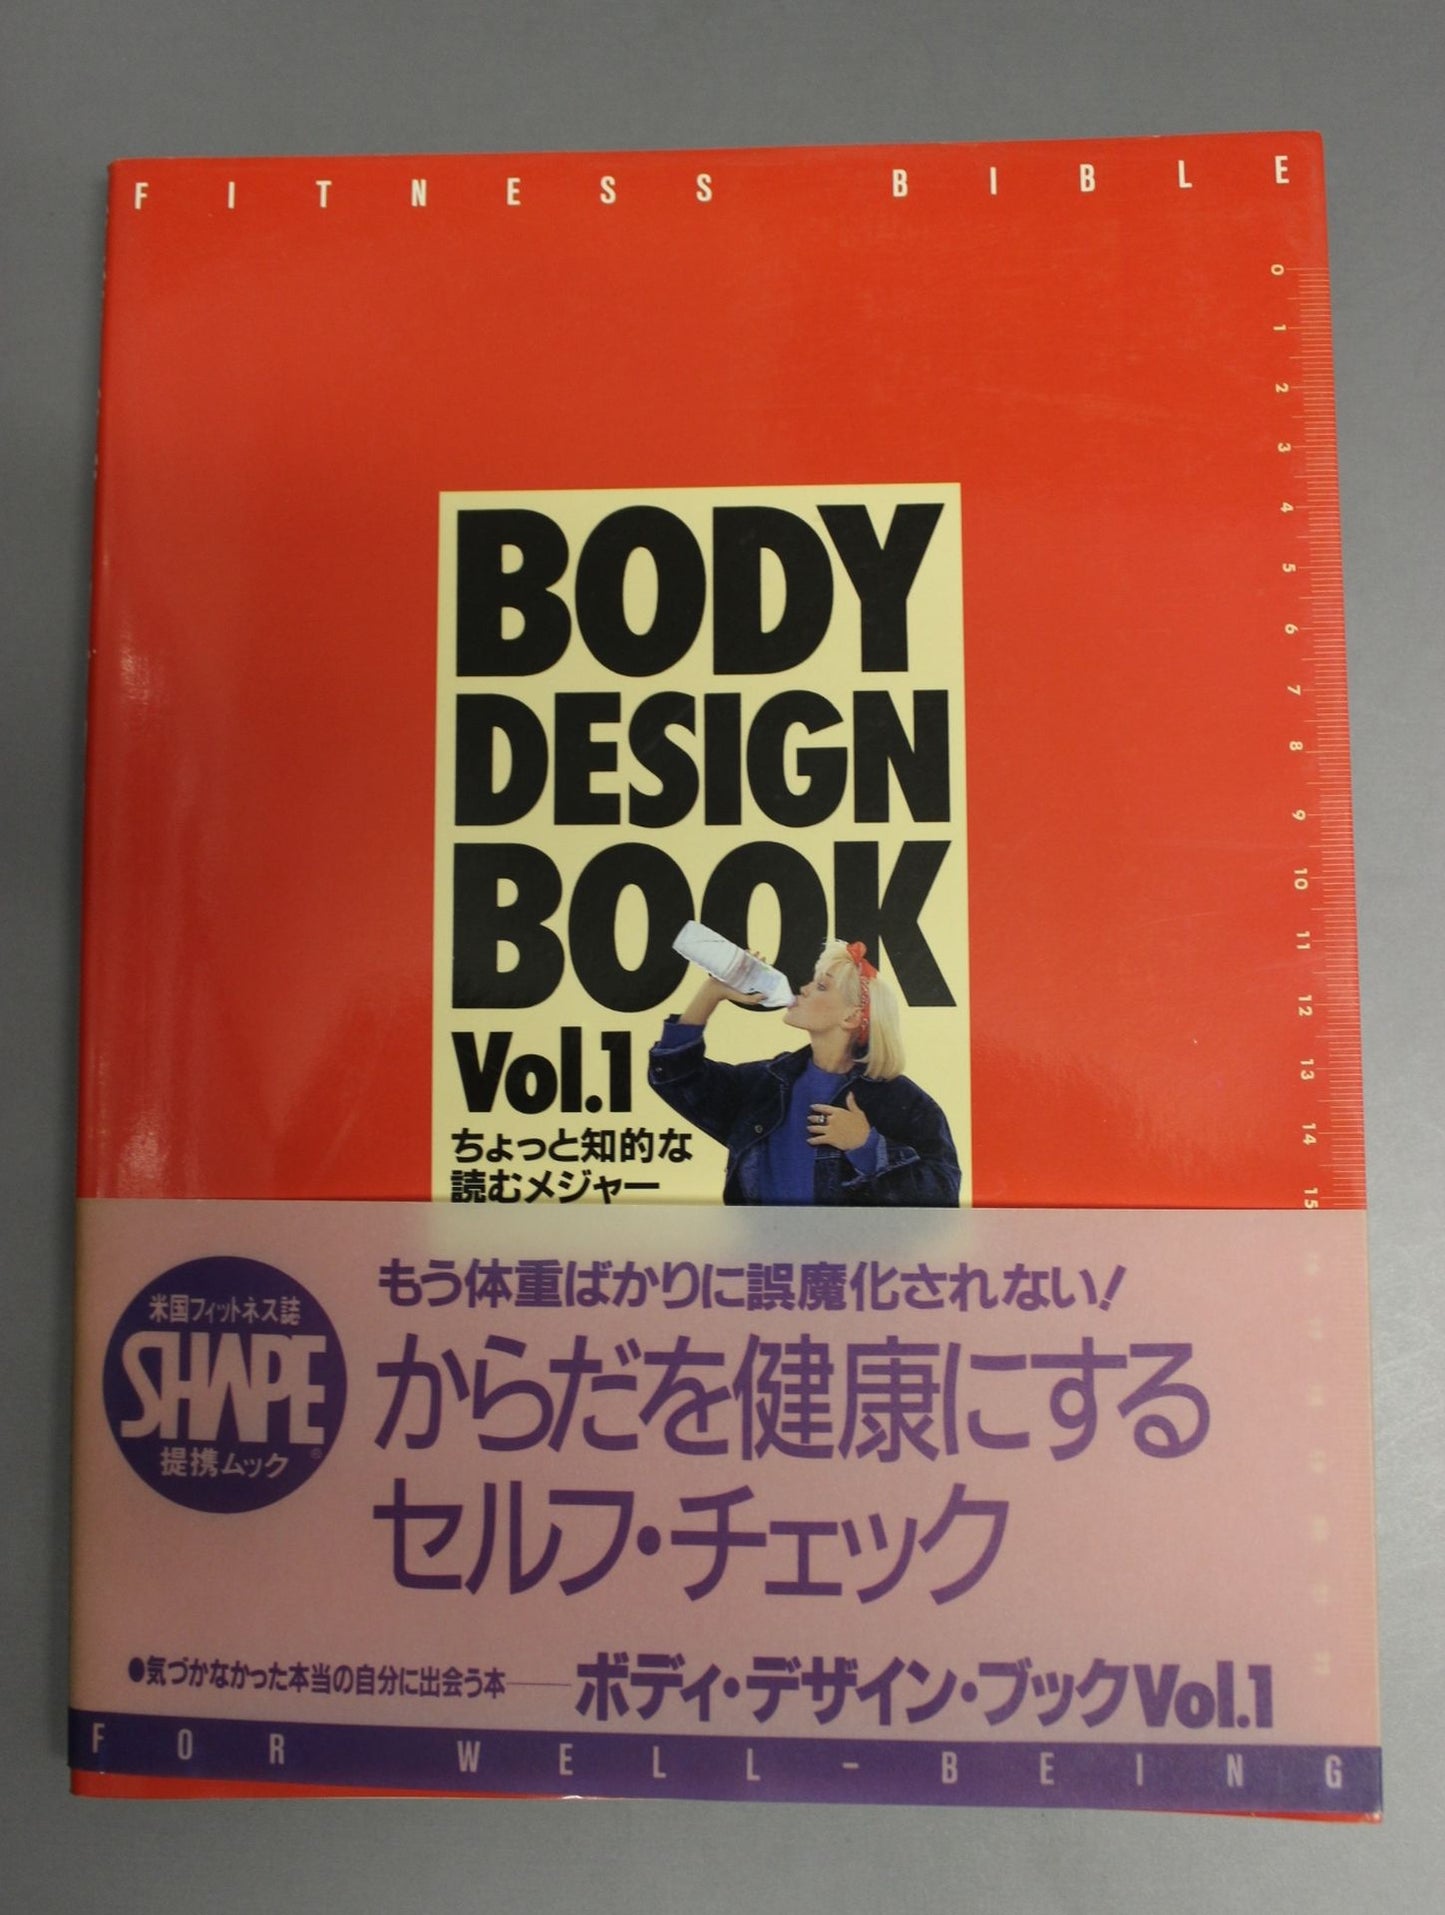 FITNESS BIBLE
0
1
2
3
4
5
6
7
8
9
10
11
12
13
14
15
BODY
DESIGN
BOOK
Vol.1
ちょっと知的な
読むメジャー
米国フィットネス誌
SHAPE®
提携ムック
もう体重ばかりに誤魔化されない!
からだを健康にする
セルフ・チェック
●気づかなかった本当の自分に出会う本——ボディ・デザイン・ブックVol.1
FOR WELL-BEING